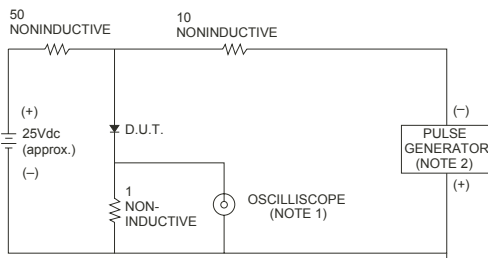 50
NONINDUCTIVE
10
NONINDUCTIVE
(+)
25Vdc
(approx.)
(–)
D.U.T.
1
NON-
INDUCTIVE
OSCILLISCOPE
(NOTE 1)
(–)
PULSE
GENERATOR
(NOTE 2)
(+)